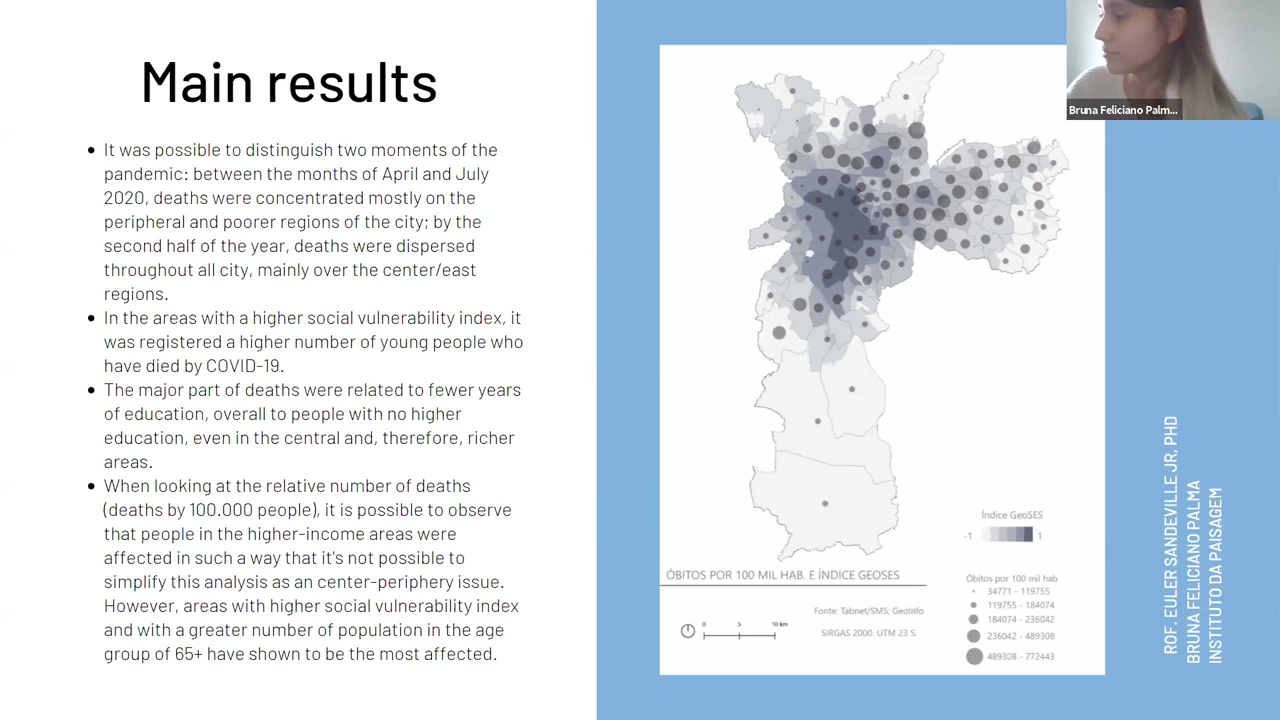 Main results
It was possible to distinguish two moments of the
pandemic: between the months of April and July
2020, deaths were concentrated mostly on the
peripheral and poorer regions of the city; by the
second half of the year, deaths were dispersed
throughout all city, mainly over the center/east
regions.
In the areas with a higher social vulnerability index, it
was registered a higher number of young people who
have died by COVID-19.
The major part of deaths were related to fewer years
of education, overall to people with no higher
education, even in the central and, therefore, richer
areas.
When looking at the relative number of deaths
(deaths by 100.000 people), it is possible to observe
that people in the higher-income areas were
affected in such a way that it's not possible to
simplify this analysis as an center-periphery issue.
However, areas with higher social vulnerability index
and with a greater number of population in the age
group of 65+ have shown to be the most affected.
Bruna Feliciano Palm...
Índice GeoSES
-1 1
ÓBITOS POR 100 MIL HAB. E ÍNDICE GEOSES
Fonte: Tabnet/SMS; GeoInfo
0 5 10 km
SIRGAS 2000. UTM 23 S.
Óbitos por 100 mil hab
34771 - 119755
119755 - 184074
184074 - 236042
236042 - 489308
489308 - 772443
ROF. EULER SANDEVILLE JR, PHD
BRUNA FELICIANO PALMA
INSTITUTO DA PAISAGEM